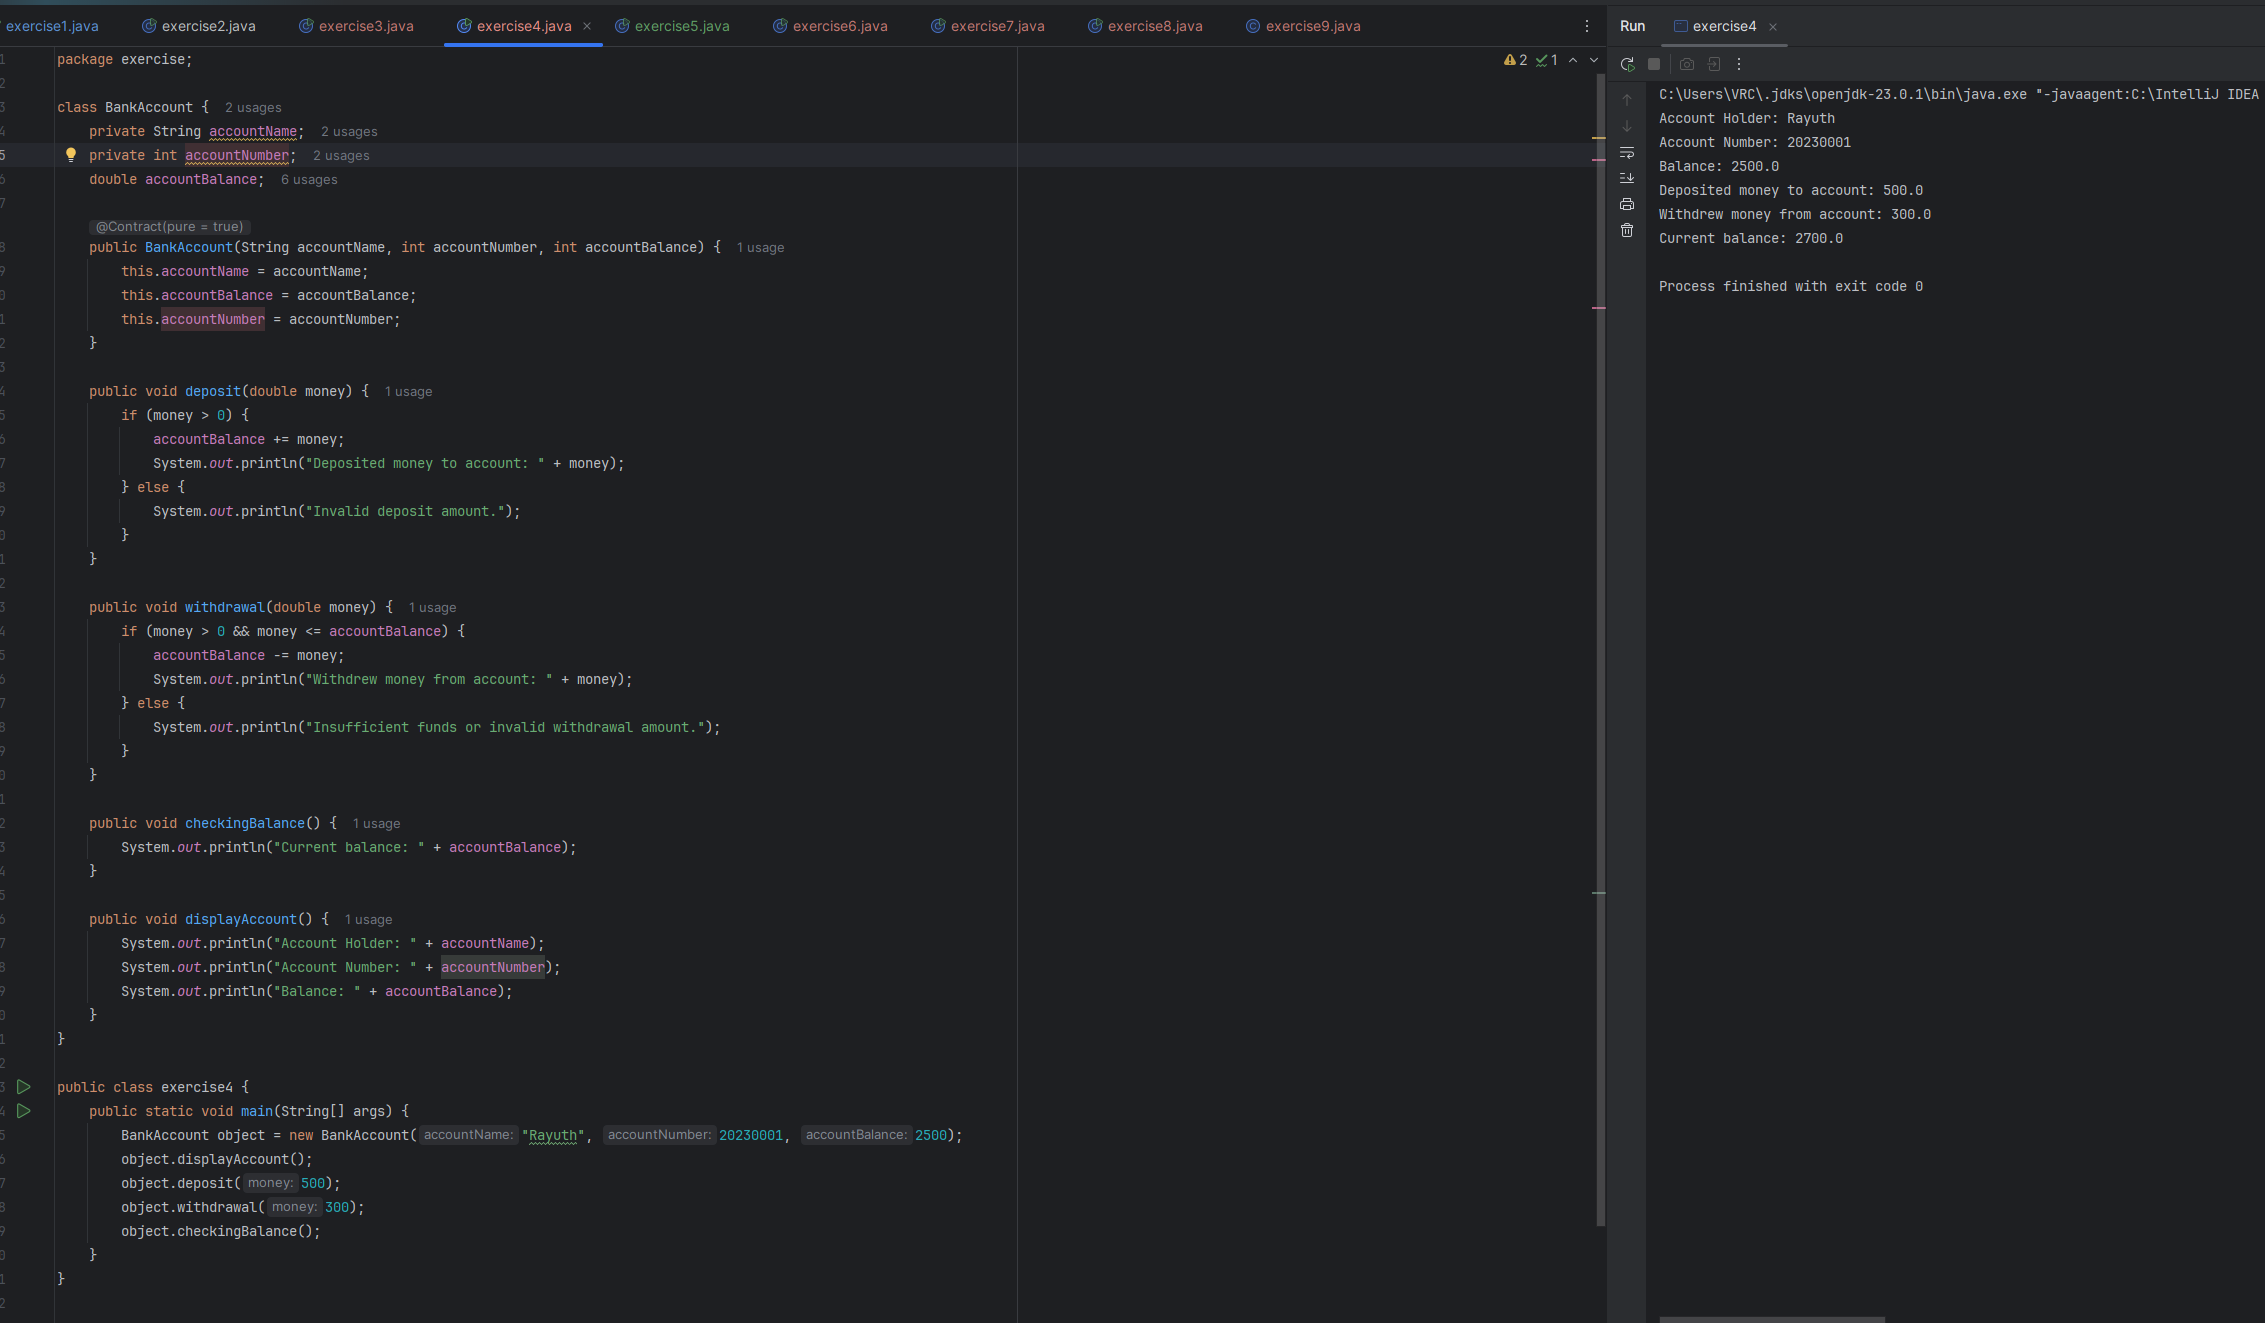 exercise1.java exercise2.java exercise3.java exercise4.java exercise5.java exercise6.java exercise7.java exercise8.java exercise9.java
package exercise;
2 1
class BankAccount { 2 usages
private String accountName; 2 usages
private int accountNumber; 2 usages
double accountBalance; 6 usages
@Contract(pure = true)
public BankAccount(String accountName, int accountNumber, int accountBalance) { 1 usage
this.accountName = accountName;
this.accountBalance = accountBalance;
this.accountNumber = accountNumber;
}
public void deposit(double money) { 1 usage
if (money > 0) {
accountBalance += money;
System.out.println("Deposited money to account: " + money);
} else {
System.out.println("Invalid deposit amount.");
}
}
public void withdrawal(double money) { 1 usage
if (money > 0 && money <= accountBalance) {
accountBalance -= money;
System.out.println("Withdrew money from account: " + money);
} else {
System.out.println("Insufficient funds or invalid withdrawal amount.");
}
}
public void checkingBalance() { 1 usage
System.out.println("Current balance: " + accountBalance);
}
public void displayAccount() { 1 usage
System.out.println("Account Holder: " + accountName);
System.out.println("Account Number: " + accountNumber);
System.out.println("Balance: " + accountBalance);
}
}
public class exercise4 {
public static void main(String[] args) {
BankAccount object = new BankAccount( accountName: "Rayuth", accountNumber: 20230001, accountBalance: 2500);
object.displayAccount();
object.deposit( money: 500);
object.withdrawal( money: 300);
object.checkingBalance();
}
}
Run exercise4
C:\Users\VRC\.jdks\openjdk-23.0.1\bin\java.exe "-javaagent:C:\IntelliJ IDEA
Account Holder: Rayuth
Account Number: 20230001
Balance: 2500.0
Deposited money to account: 500.0
Withdrew money from account: 300.0
Current balance: 2700.0
Process finished with exit code 0